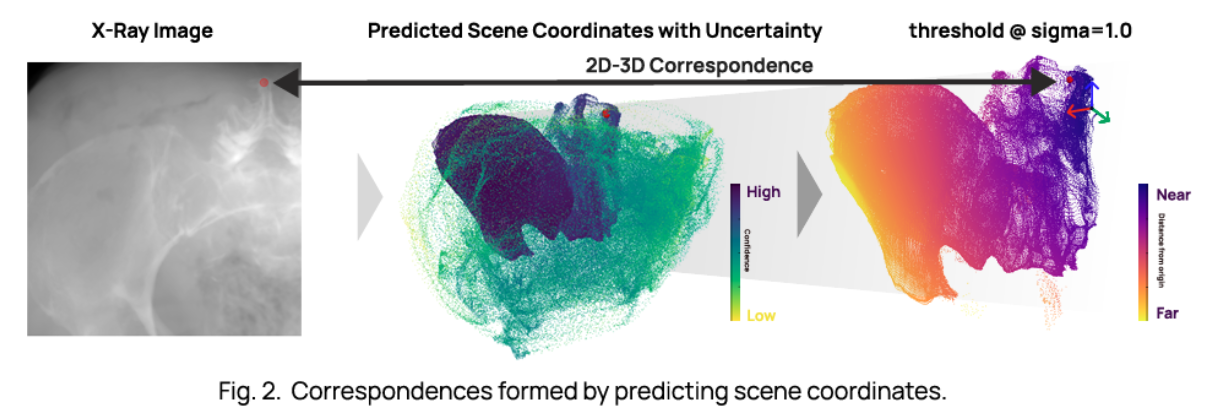 X-Ray Image
Predicted Scene Coordinates with Uncertainty
threshold @ sigma=1.0
2D-3D Correspondence
High
Confidence
Low
Near
Distance from origin
Far
Fig. 2. Correspondences formed by predicting scene coordinates.